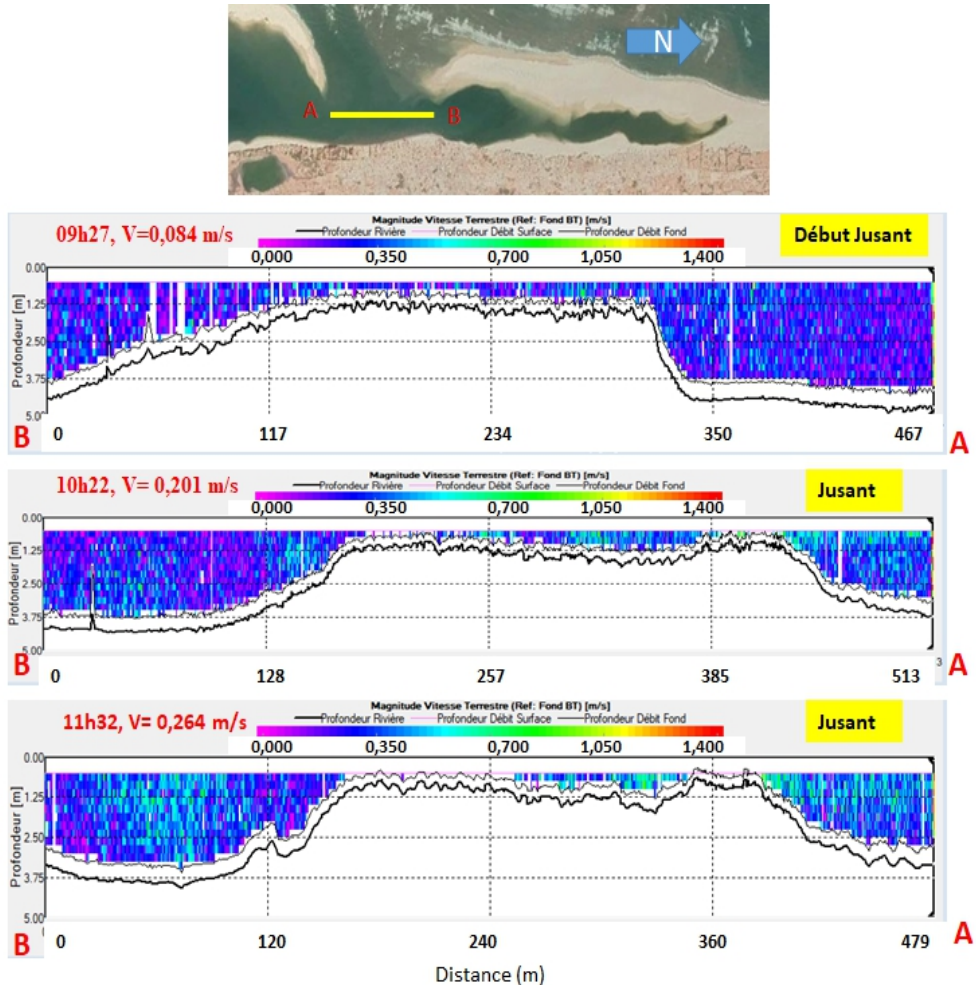 N
A
B
Magnitude Vitesse Terrestre (Ref: Fond BT) [m/s]
09h27, V=0,084 m/s
Profondeur Rivière Profondeur Débit Surface Profondeur Débit Fond
Début Jusant
0,000 0,350 0,700 1,050 1,400
Profondeur [m]
0.00
1.25
2.50
3.75
5.00
B 0 117 234 350 467 A
Magnitude Vitesse Terrestre (Ref: Fond BT) [m/s]
10h22, V= 0,201 m/s
Profondeur Rivière Profondeur Débit Surface Profondeur Débit Fond
Jusant
0,000 0,350 0,700 1,050 1,400
Profondeur [m]
0.00
1.25
2.50
3.75
5.00
3
B 0 128 257 385 513 A
Magnitude Vitesse Terrestre (Ref: Fond BT) [m/s]
11h32, V= 0,264 m/s
Profondeur Rivière Profondeur Débit Surface Profondeur Débit Fond
Jusant
0,000 0,350 0,700 1,050 1,400
Profondeur [m]
0.00
1.25
2.50
3.75
5.00
B 0 120 240 360 479 A
Distance (m)